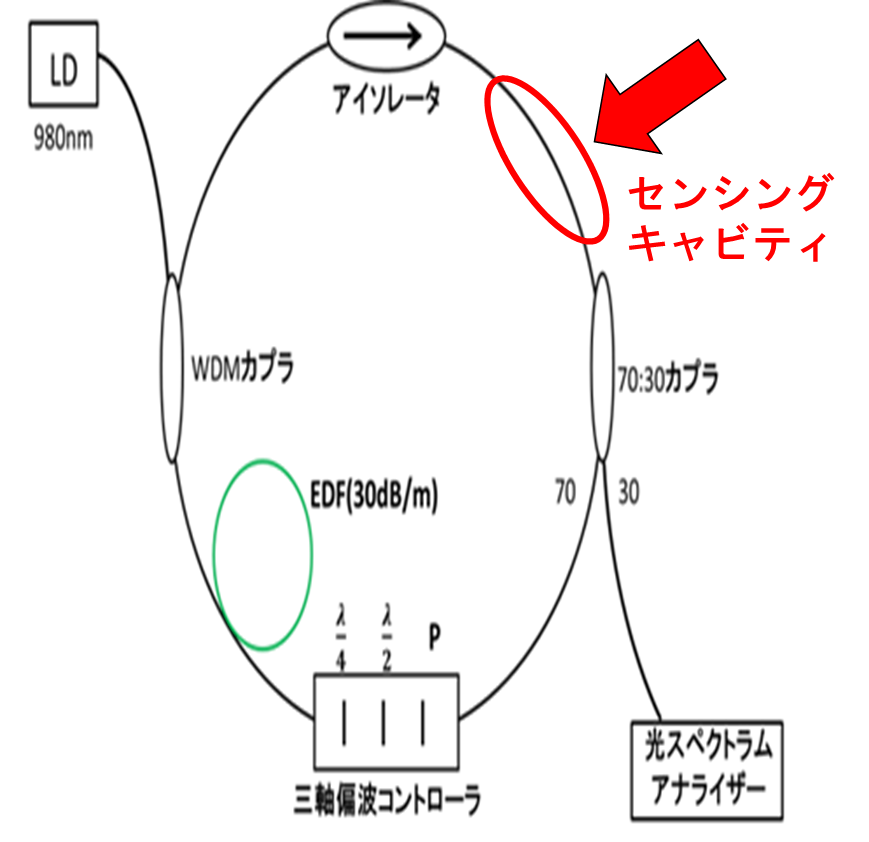 LD
980nm
アイソレータ
センシング
キャビティ
WDMカプラ
70:30カプラ
EDF(30dB/m)
70
30
λ/4
λ/2
P
三軸偏波コントローラ
光スペクトラム
アナライザー